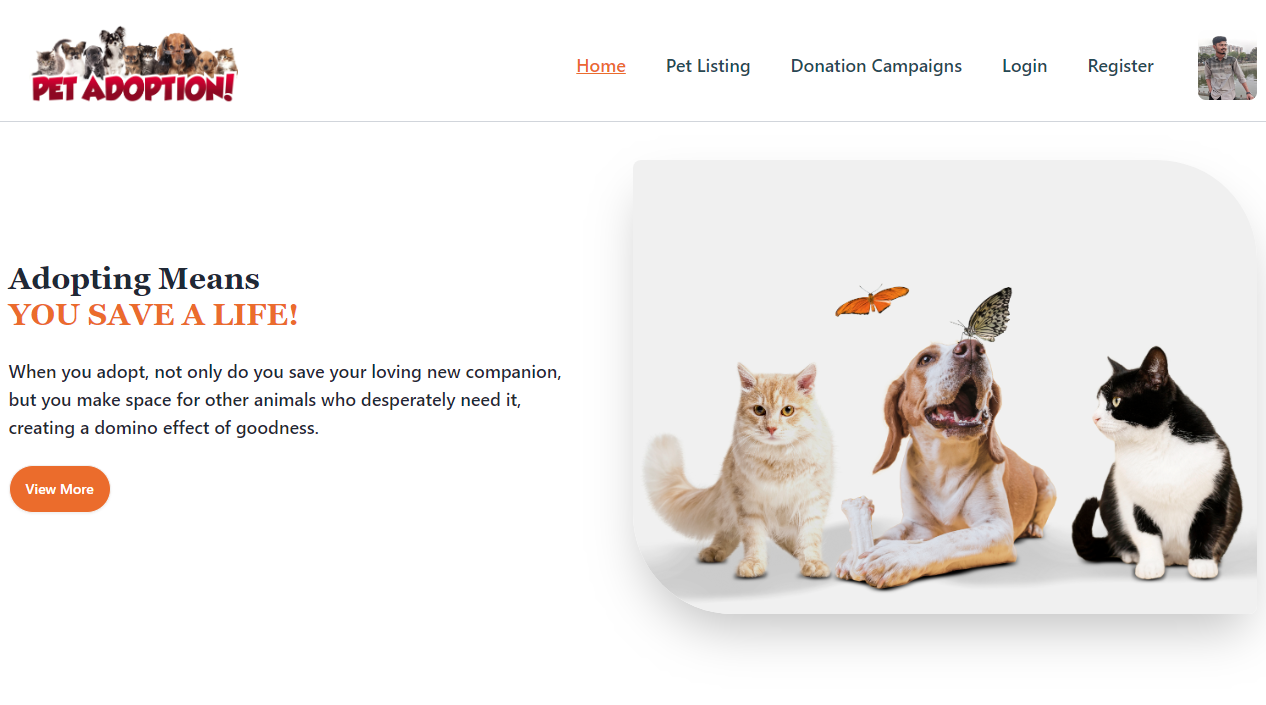 PET ADOPTION!
Home
Pet Listing
Donation Campaigns
Login
Register
Adopting Means
YOU SAVE A LIFE!
When you adopt, not only do you save your loving new companion,
but you make space for other animals who desperately need it,
creating a domino effect of goodness.
View More